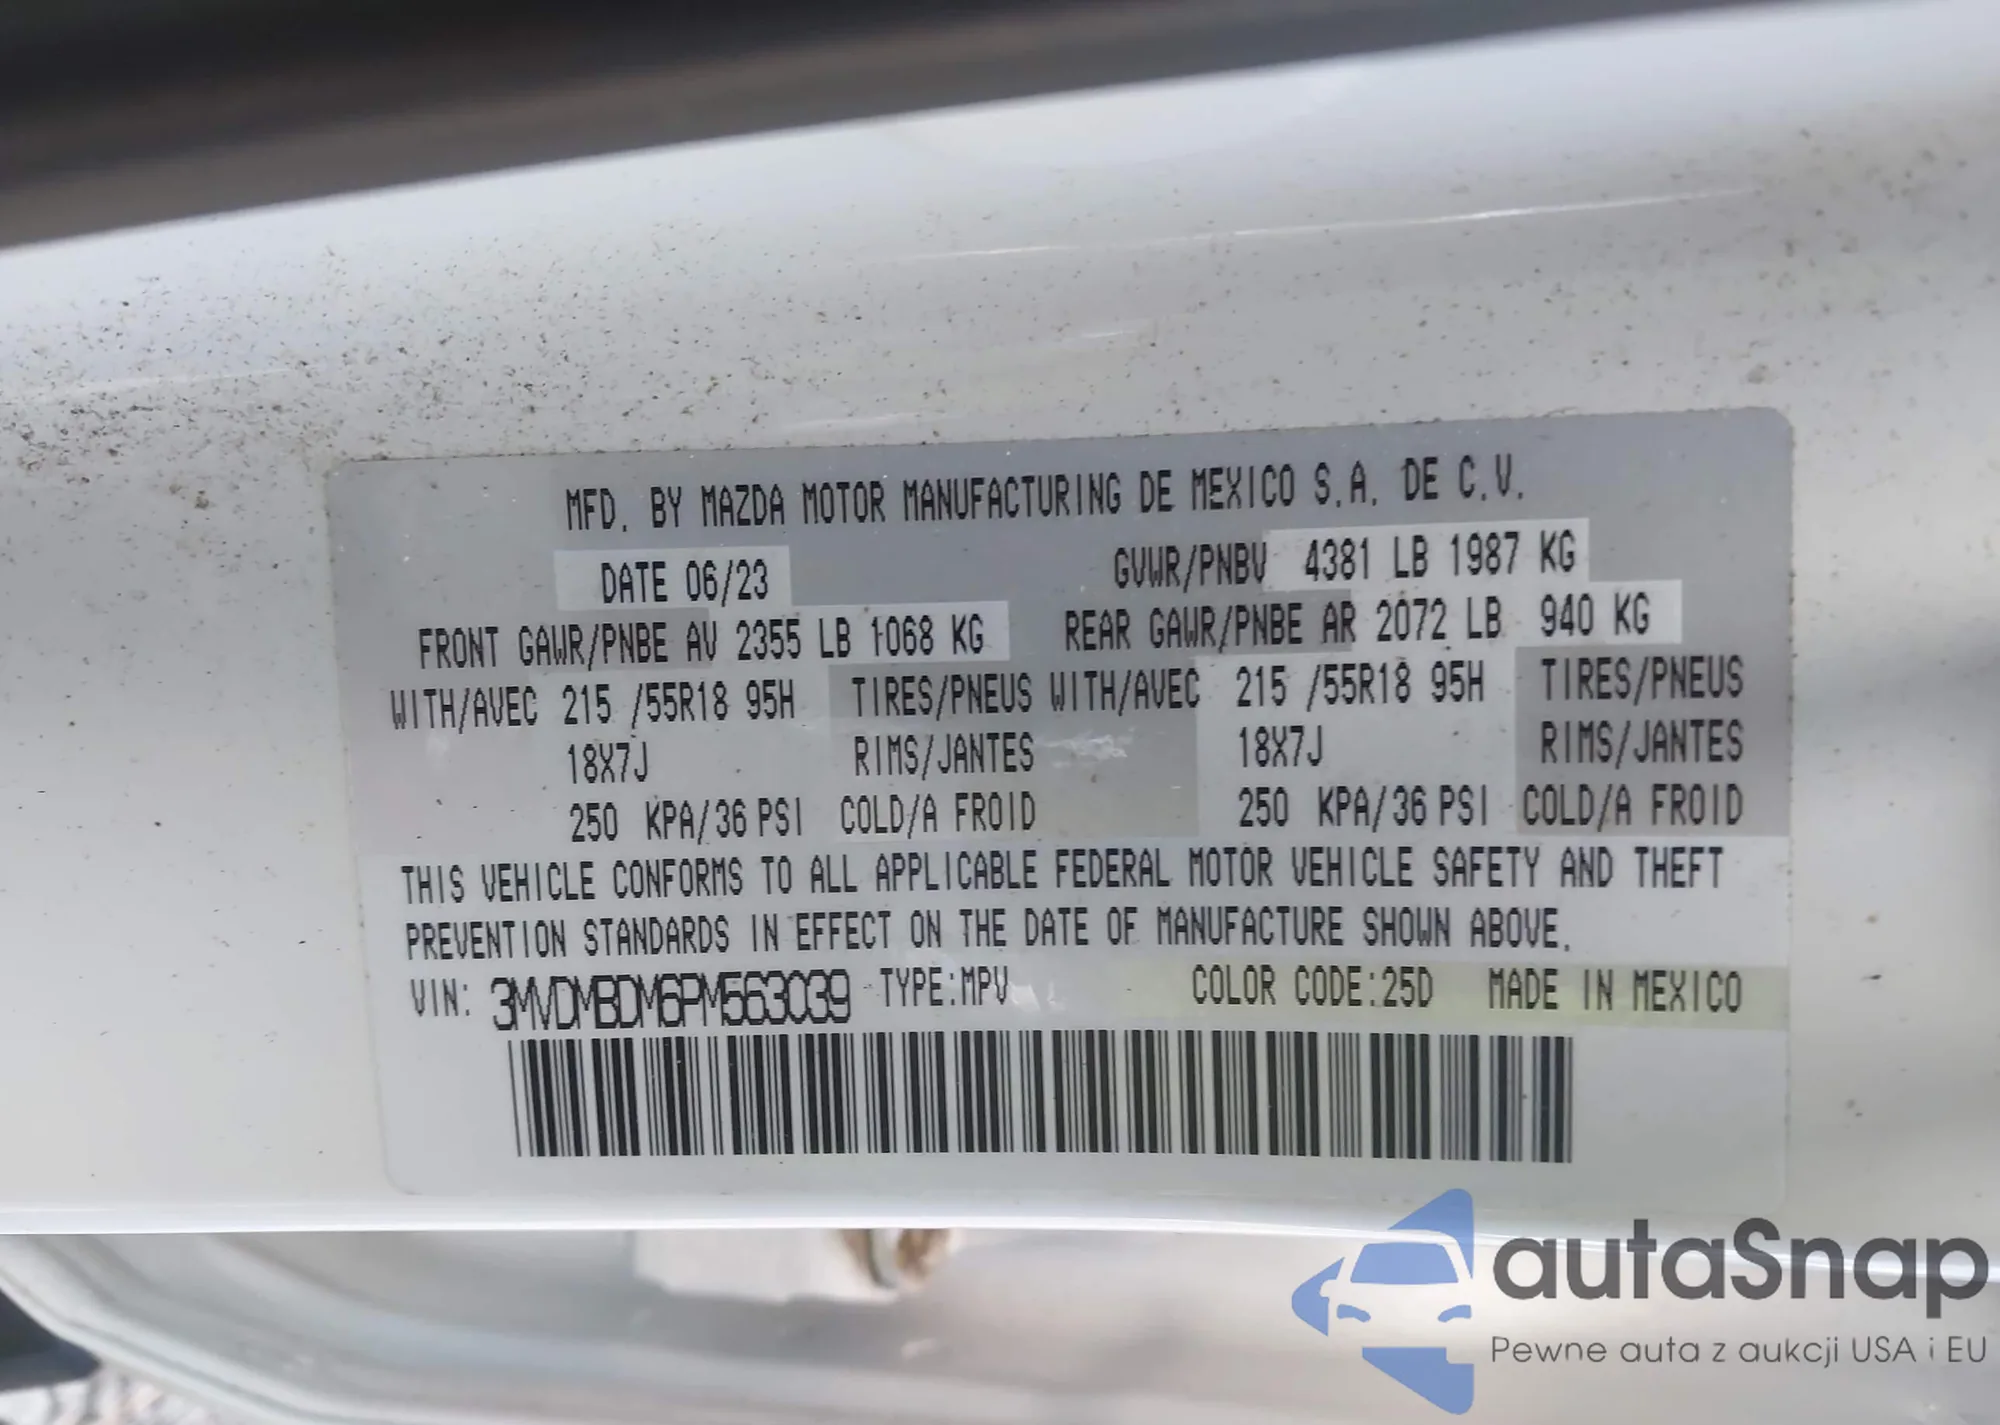 MFD. BY MAZDA MOTOR MANUFACTURING DE MEXICO S.A. DE C.V.
DATE 06/23 GVWR/PNBV 4381 LB 1987 KG
FRONT GAWR/PNBE AV 2355 LB 1068 KG REAR GAWR/PNBE AR 2072 LB 940 KG
WITH/AVEC 215 /55R18 95H TIRES/PNEUS WITH/AVEC 215 /55R18 95H TIRES/PNEUS
18X7J RIMS/JANTES 18X7J RIMS/JANTES
250 KPA/36 PSI COLD/A FROID 250 KPA/36 PSI COLD/A FROID
THIS VEHICLE CONFORMS TO ALL APPLICABLE FEDERAL MOTOR VEHICLE SAFETY AND THEFT
PREVENTION STANDARDS IN EFFECT ON THE DATE OF MANUFACTURE SHOWN ABOVE.
VIN: 3MVDMBDM6PM563039 TYPE:MPV COLOR CODE:25D MADE IN MEXICO
autaSnap
Pewne auta z aukcji USA i EU